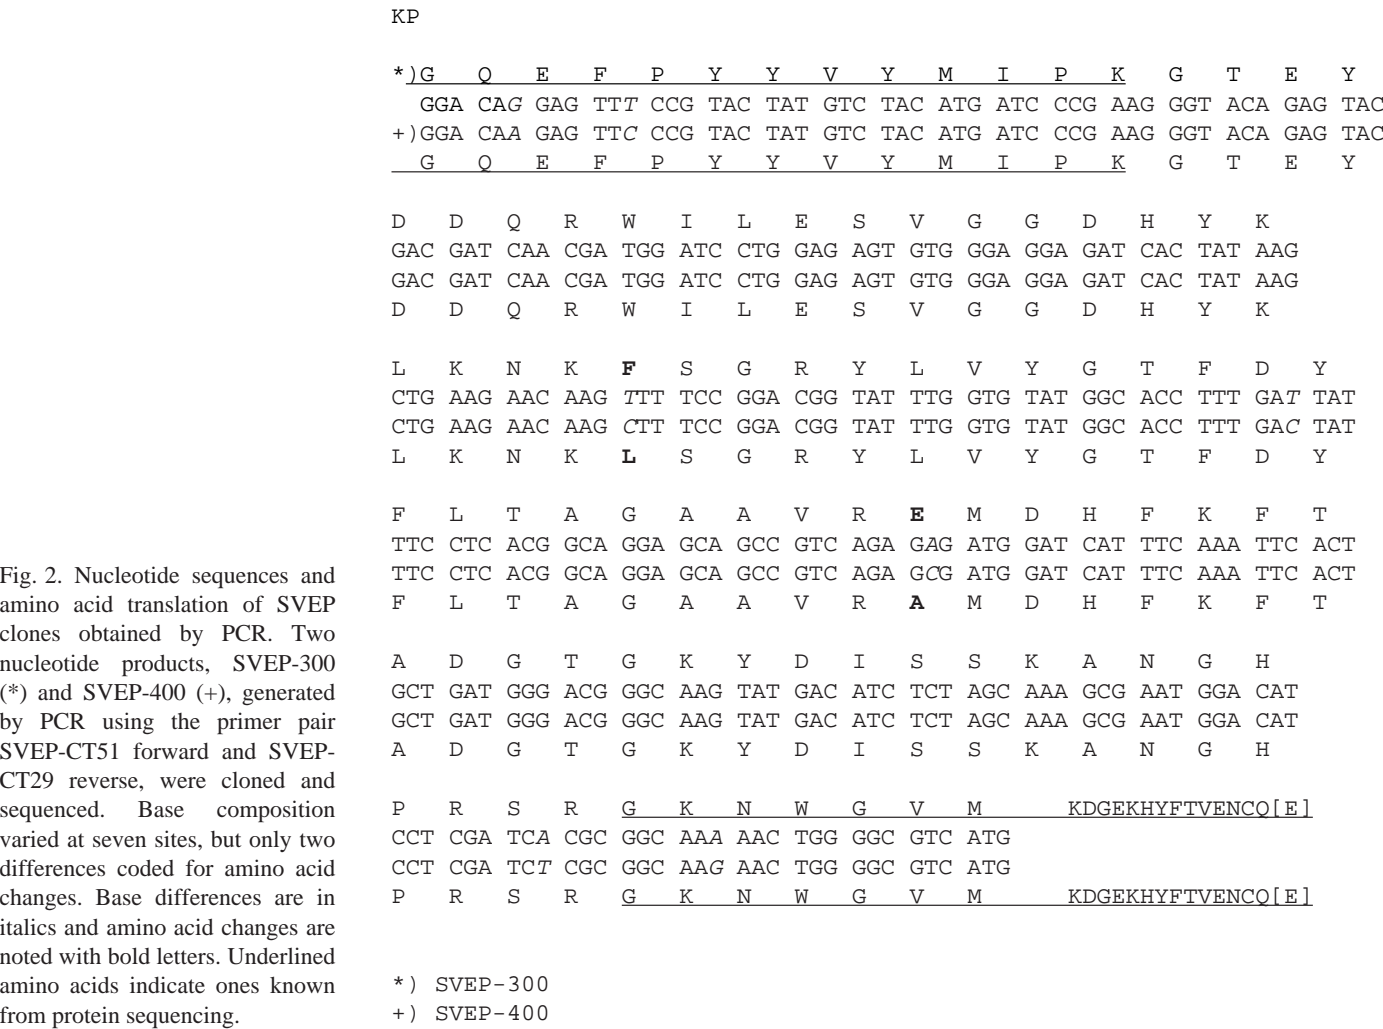 KP
*)G Q E F P Y Y V Y M I P K G T E Y
GGA CAG GAG TTT CCG TAC TAT GTC TAC ATG ATC CCG AAG GGT ACA GAG TAC
+)GGA CAA GAG TTC CCG TAC TAT GTC TAC ATG ATC CCG AAG GGT ACA GAG TAC
G Q E F P Y Y V Y M I P K G T E Y
D D Q R W I L E S V G G D H Y K
GAC GAT CAA CGA TGG ATC CTG GAG AGT GTG GGA GGA GAT CAC TAT AAG
GAC GAT CAA CGA TGG ATC CTG GAG AGT GTG GGA GGA GAT CAC TAT AAG
D D Q R W I L E S V G G D H Y K
L K N K F S G R Y L V Y G T F D Y
CTG AAG AAC AAG TTT TCC GGA CGG TAT TTG GTG TAT GGC ACC TTT GAT TAT
CTG AAG AAC AAG CTT TCC GGA CGG TAT TTG GTG TAT GGC ACC TTT GAC TAT
L K N K L S G R Y L V Y G T F D Y
F L T A G A A V R E M D H F K F T
TTC CTC ACG GCA GGA GCA GCC GTC AGA GAG ATG GAT CAT TTC AAA TTC ACT
TTC CTC ACG GCA GGA GCA GCC GTC AGA GCG ATG GAT CAT TTC AAA TTC ACT
F L T A G A A V R A M D H F K F T
A D G T G K Y D I S S K A N G H
GCT GAT GGG ACG GGC AAG TAT GAC ATC TCT AGC AAA GCG AAT GGA CAT
GCT GAT GGG ACG GGC AAG TAT GAC ATC TCT AGC AAA GCG AAT GGA CAT
A D G T G K Y D I S S K A N G H
P R S R G K N W G V M KDGEKHYFTVENCQ[E]
CCT CGA TCA CGC GGC AAA AAC TGG GGC GTC ATG
CCT CGA TCT CGC GGC AAG AAC TGG GGC GTC ATG
P R S R G K N W G V M KDGEKHYFTVENCQ[E]
*) SVEP-300
+) SVEP-400
Fig. 2. Nucleotide sequences and
amino acid translation of SVEP
clones obtained by PCR. Two
nucleotide products, SVEP-300
(*) and SVEP-400 (+), generated
by PCR using the primer pair
SVEP-CT51 forward and SVEP-
CT29 reverse, were cloned and
sequenced. Base composition
varied at seven sites, but only two
differences coded for amino acid
changes. Base differences are in
italics and amino acid changes are
noted with bold letters. Underlined
amino acids indicate ones known
from protein sequencing.